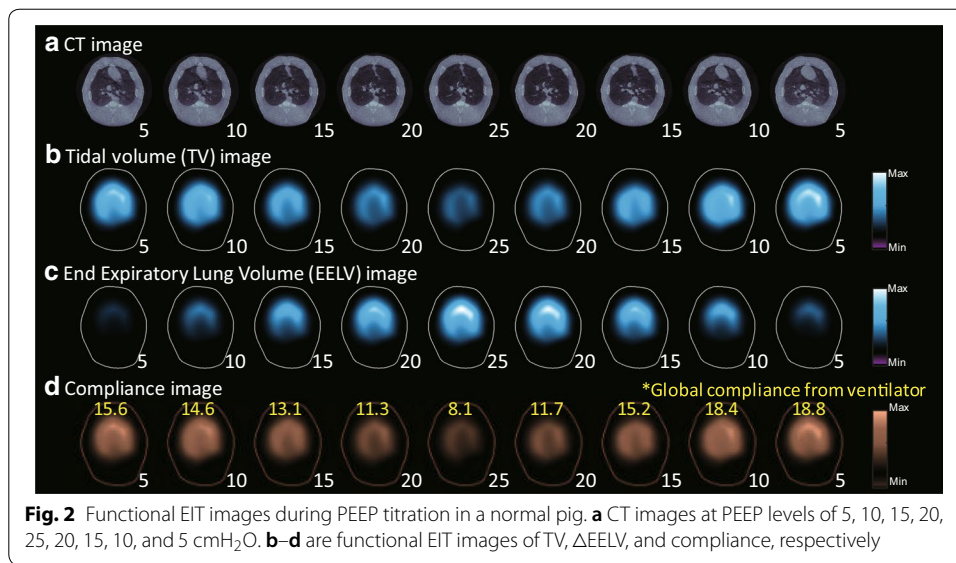 a CT image
5 10 15 20 25 20 15 10 5
b Tidal volume (TV) image
Max
5 10 15 20 25 20 15 10 5
Min
c End Expiratory Lung Volume (EELV) image
Max
5 10 15 20 25 20 15 10 5
Min
d Compliance image
*Global compliance from ventilator
15.6 14.6 13.1 11.3 8.1 11.7 15.2 18.4 18.8
Max
5 10 15 20 25 20 15 10 5
Min
Fig. 2 Functional EIT images during PEEP titration in a normal pig. a CT images at PEEP levels of 5, 10, 15, 20,
25, 20, 15, 10, and 5 cmH₂O. b–d are functional EIT images of TV, ΔEELV, and compliance, respectively